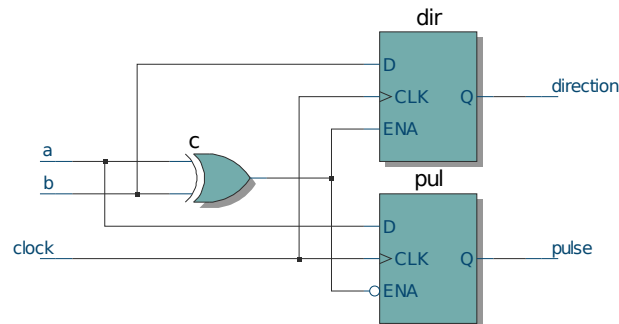 dir
D
direction
CLK
Q
ENA
c
a
b
pul
D
clock
CLK
Q
pulse
ENA